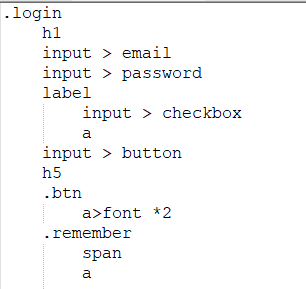 .login
h1
input > email
input > password
label
input > checkbox
a
input > button
h5
.btn
a>font *2
.remember
span
a